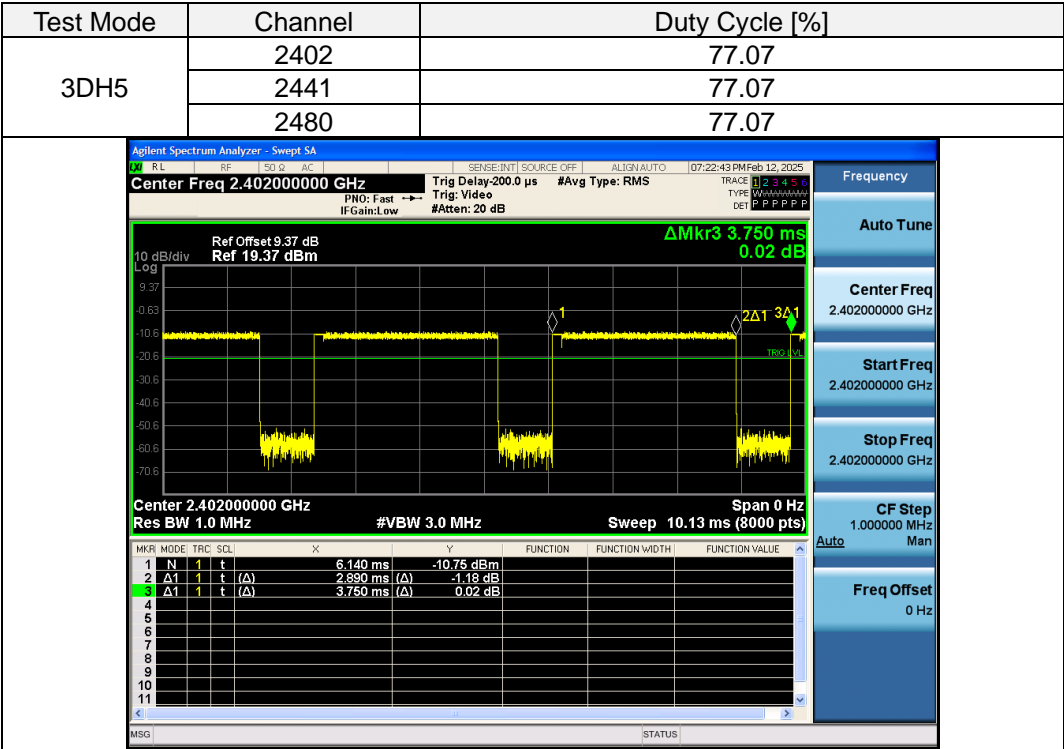 Test Mode Channel Duty Cycle [%]
3DH5
2402 77.07
2441 77.07
2480 77.07
Agilent Spectrum Analyzer - Swept SA
LXI RL RF 50 Ω AC SENSE:INT SOURCE OFF ALIGN AUTO 07:22:43 PM Feb 12, 2025
Center Freq 2.402000000 GHz
PNO: Fast
IFGain:Low
Trig Delay-200.0 µs #Avg Type: RMS
Trig: Video
#Atten: 20 dB
TRACE 1 2 3 4 5 6
TYPE WWWWWW
DET P P P P P P
Frequency
Auto Tune
Center Freq
2.402000000 GHz
Start Freq
2.402000000 GHz
Stop Freq
2.402000000 GHz
CF Step
1.000000 MHz
Auto Man
Freq Offset
0 Hz
ΔMkr3 3.750 ms
0.02 dB
Ref Offset 9.37 dB
10 dB/div Ref 19.37 dBm
Log
9.37
-0.63
-10.6
-20.6
-30.6
-40.6
-50.6
-60.6
-70.6
1
2Δ1 3Δ1
TRIG LVL
Center 2.402000000 GHz Span 0 Hz
Res BW 1.0 MHz #VBW 3.0 MHz Sweep 10.13 ms (8000 pts)
MKR MODE TRC SCL X Y FUNCTION FUNCTION WIDTH FUNCTION VALUE
1 N 1 t 6.140 ms -10.75 dBm
2 Δ1 1 t (Δ) 2.890 ms (Δ) -1.18 dB
3 Δ1 1 t (Δ) 3.750 ms (Δ) 0.02 dB
4
5
6
7
8
9
10
11
MSG STATUS